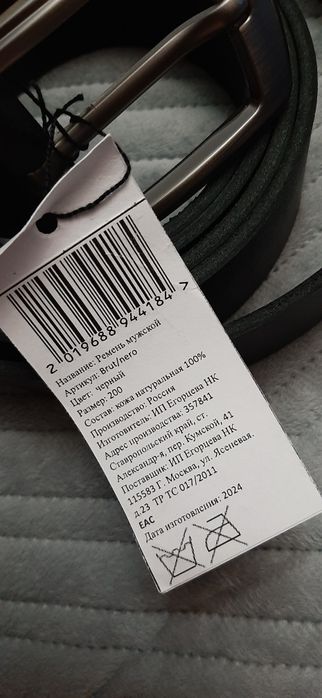 2 019688 944184 >
Название: Ремень мужской
Артикул: Brut/nero
Цвет: черный
Размер: 200
Состав: кожа натуральная 100%
Производство: Россия
Изготовитель: ИП Егорцева НК
Адрес производства: 357841
Ставропольский край, ст.
Александр-я, пер. Кумской, 41
Поставщик: ИП Егорцева НК
115583 Г. Москва, ул. Ясеневая.
д.23 ТР ТС 017/2011
ЕАС
Дата изготовления: 2024